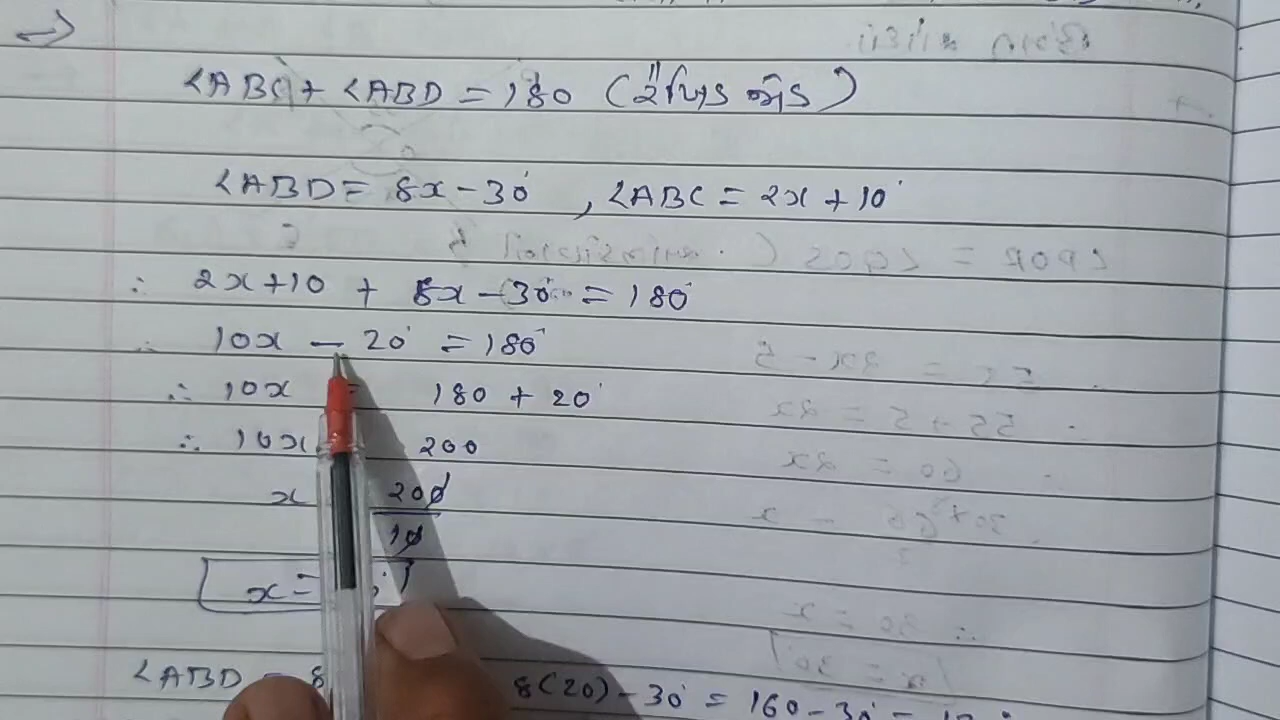 ∠ABC + ∠ABD = 180 (રૈખિક જોડ)
∠ABD = 8x - 30° , ∠ABC = 2x + 10°
∴ 2x + 10 + 8x - 30° = 180°
∴ 10x - 20° = 180°
∴ 10x = 180 + 20°
∴ 10x 200
x 200
10
x =
∠ABD = 8 8(20) - 30° = 160 - 30° =